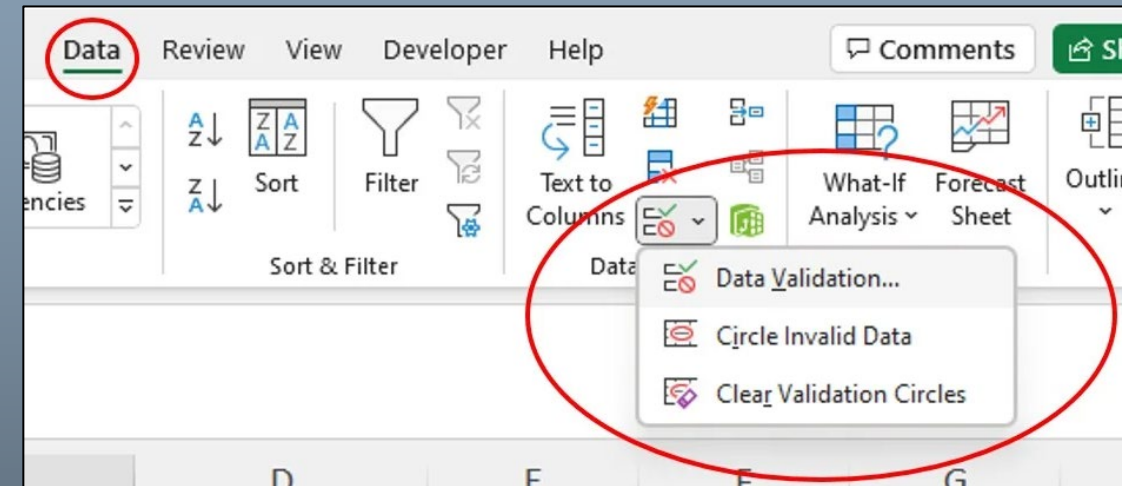 Data Review View Developer Help Comments
Sort
Filter
Text to
Columns
What-If
Analysis
Forecast
Sheet
Sort & Filter
Data
Data Validation...
Circle Invalid Data
Clear Validation Circles
D
G